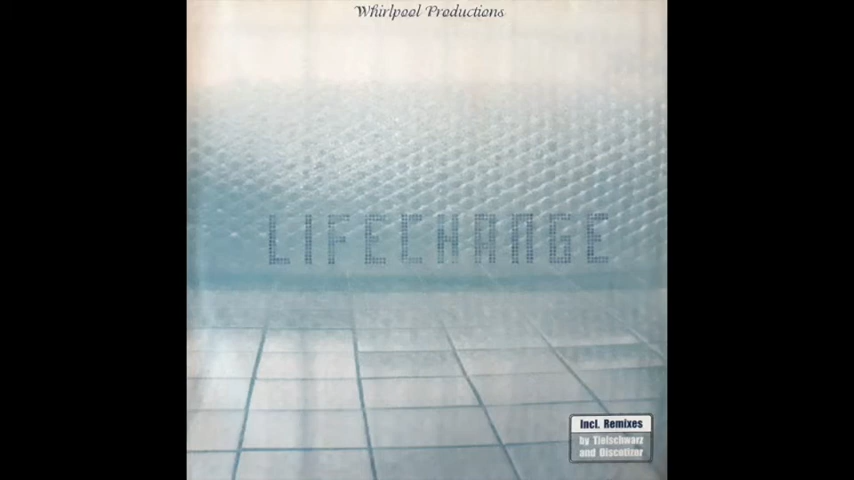 Whirlpool Productions
LIFECHANGE
Incl. Remixes
by Tiefschwarz
and Discotizer